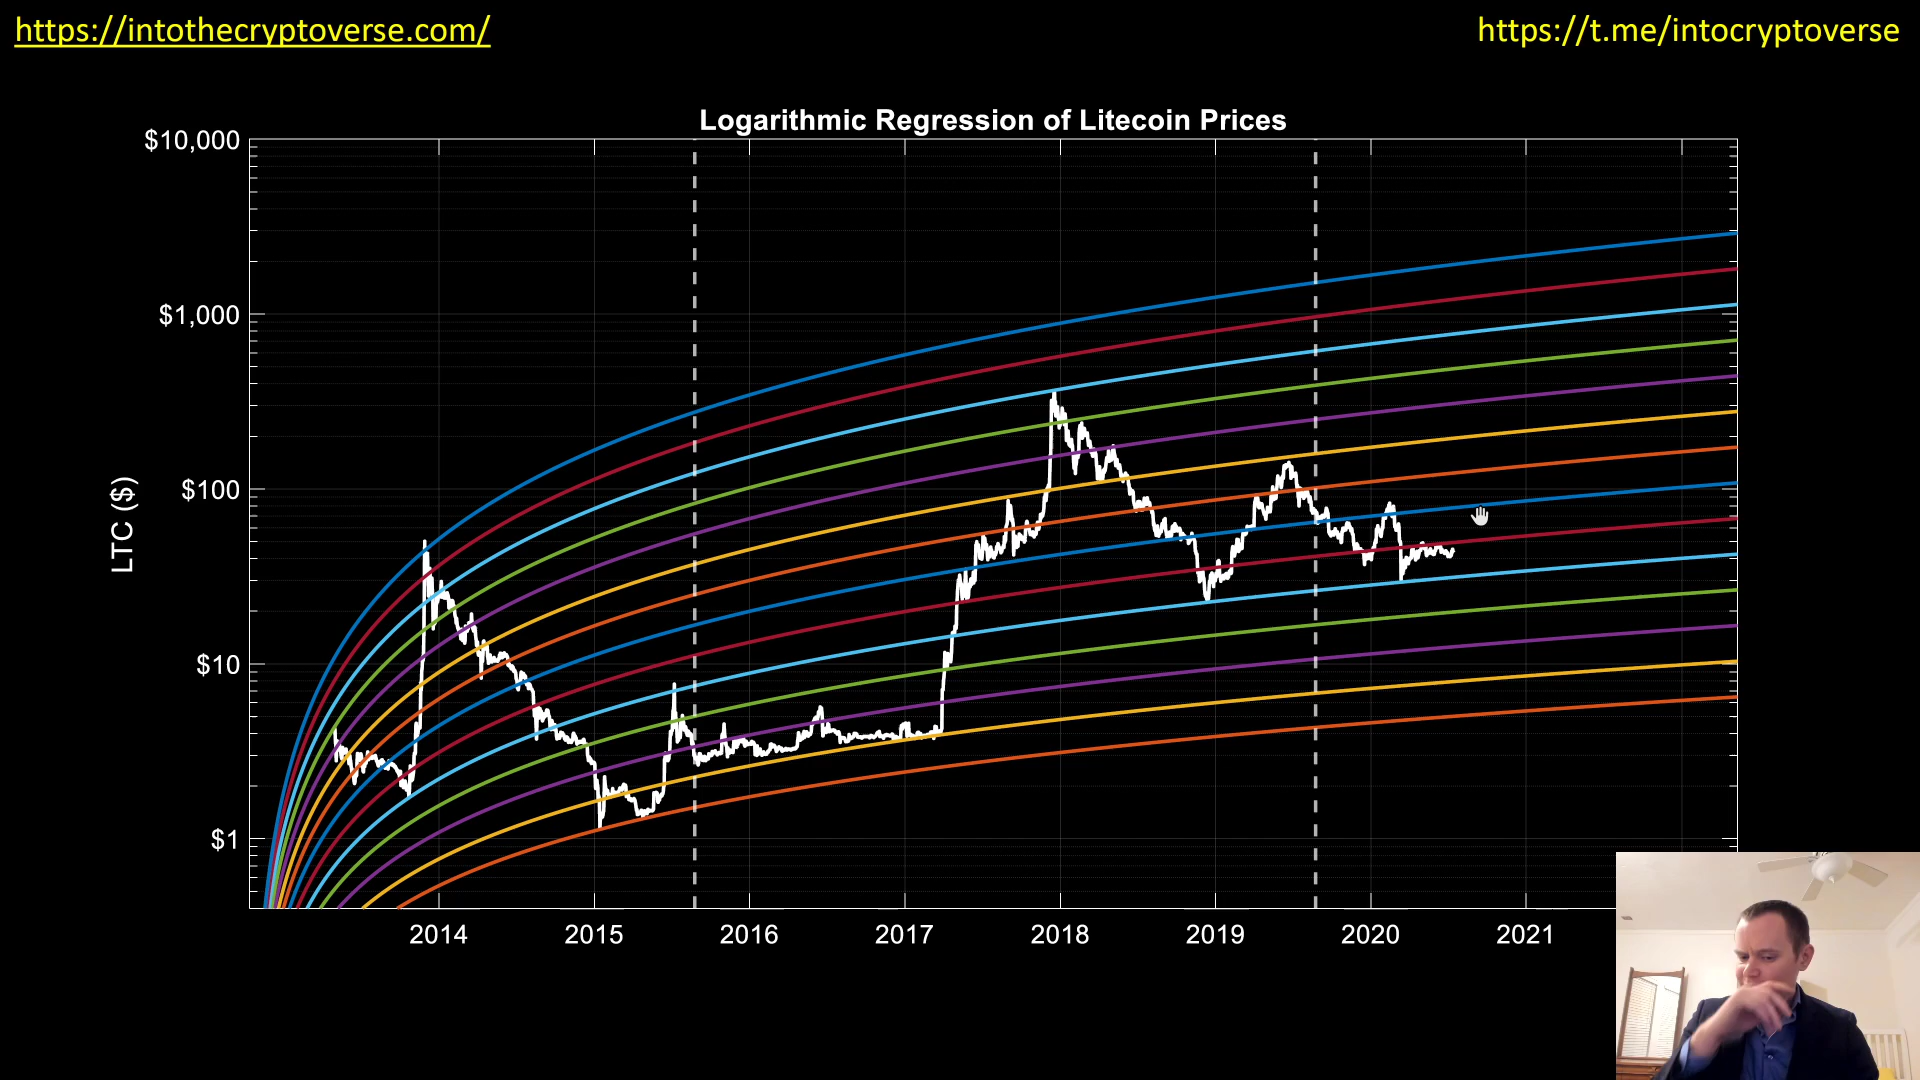 https://intothecryptoverse.com/
https://t.me/intocryptoverse
Logarithmic Regression of Litecoin Prices
$10,000
$1,000
$100
$10
$1
LTC ($)
2014 2015 2016 2017 2018 2019 2020 2021